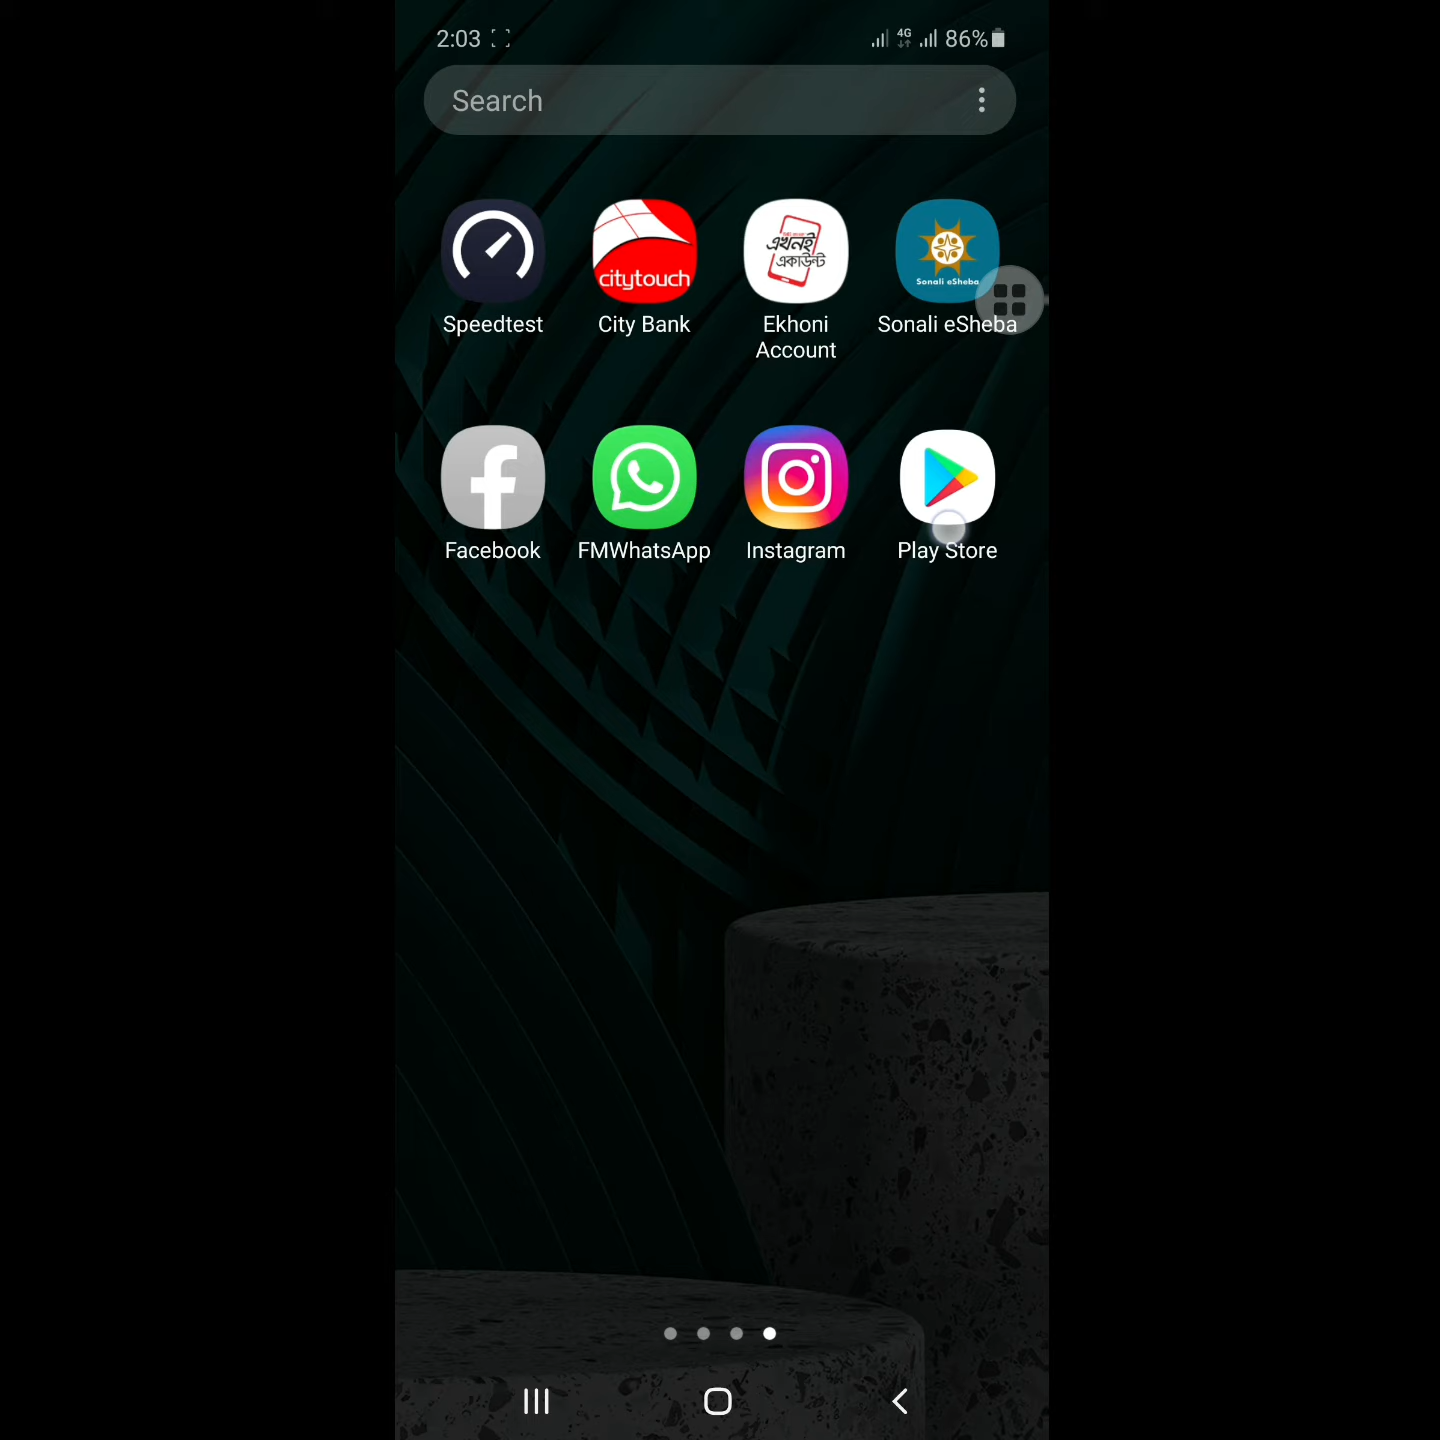 2:03
4G
86%
Search
citytouch
এখনই
একাউন্ট
Sonali eSheba
Speedtest
City Bank
Ekhoni
Account
Sonali eSheba
Facebook
FMWhatsApp
Instagram
Play Store